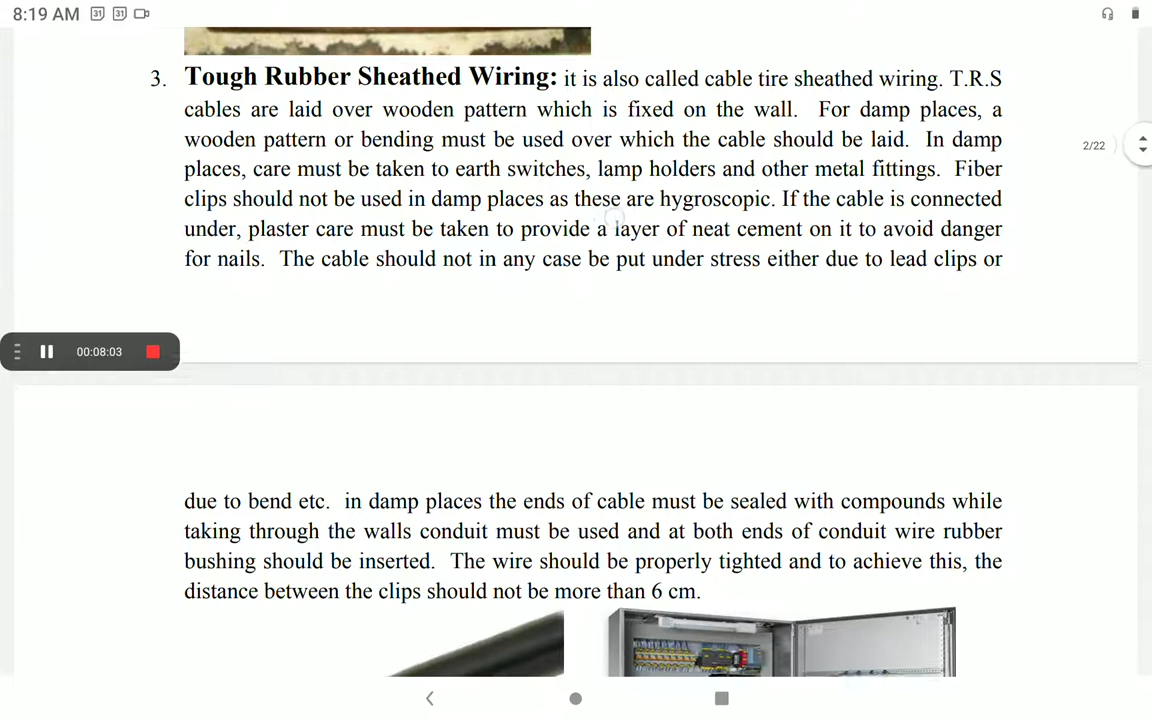 8:19 AM 31 31
3. Tough Rubber Sheathed Wiring: it is also called cable tire sheathed wiring. T.R.S
cables are laid over wooden pattern which is fixed on the wall. For damp places, a
wooden pattern or bending must be used over which the cable should be laid. In damp
2/22
places, care must be taken to earth switches, lamp holders and other metal fittings. Fiber
clips should not be used in damp places as these are hygroscopic. If the cable is connected
under, plaster care must be taken to provide a layer of neat cement on it to avoid danger
for nails. The cable should not in any case be put under stress either due to lead clips or
00:08:03
due to bend etc. in damp places the ends of cable must be sealed with compounds while
taking through the walls conduit must be used and at both ends of conduit wire rubber
bushing should be inserted. The wire should be properly tighted and to achieve this, the
distance between the clips should not be more than 6 cm.